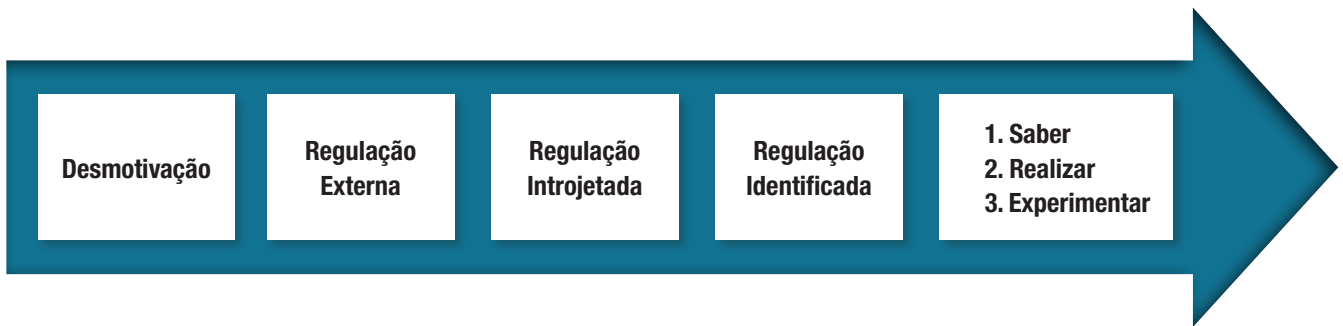 Desmotivação
Regulação
Externa
Regulação
Introjetada
Regulação
Identificada
1. Saber
2. Realizar
3. Experimentar